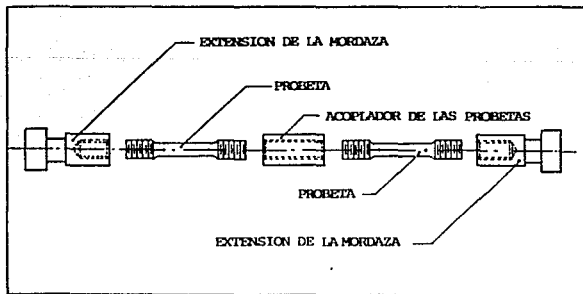 EXTENSION DE LA MORDAZA
PROBETA
ACOPLADOR DE LAS PROBETAS
PROBETA
EXTENSION DE LA MORDAZA